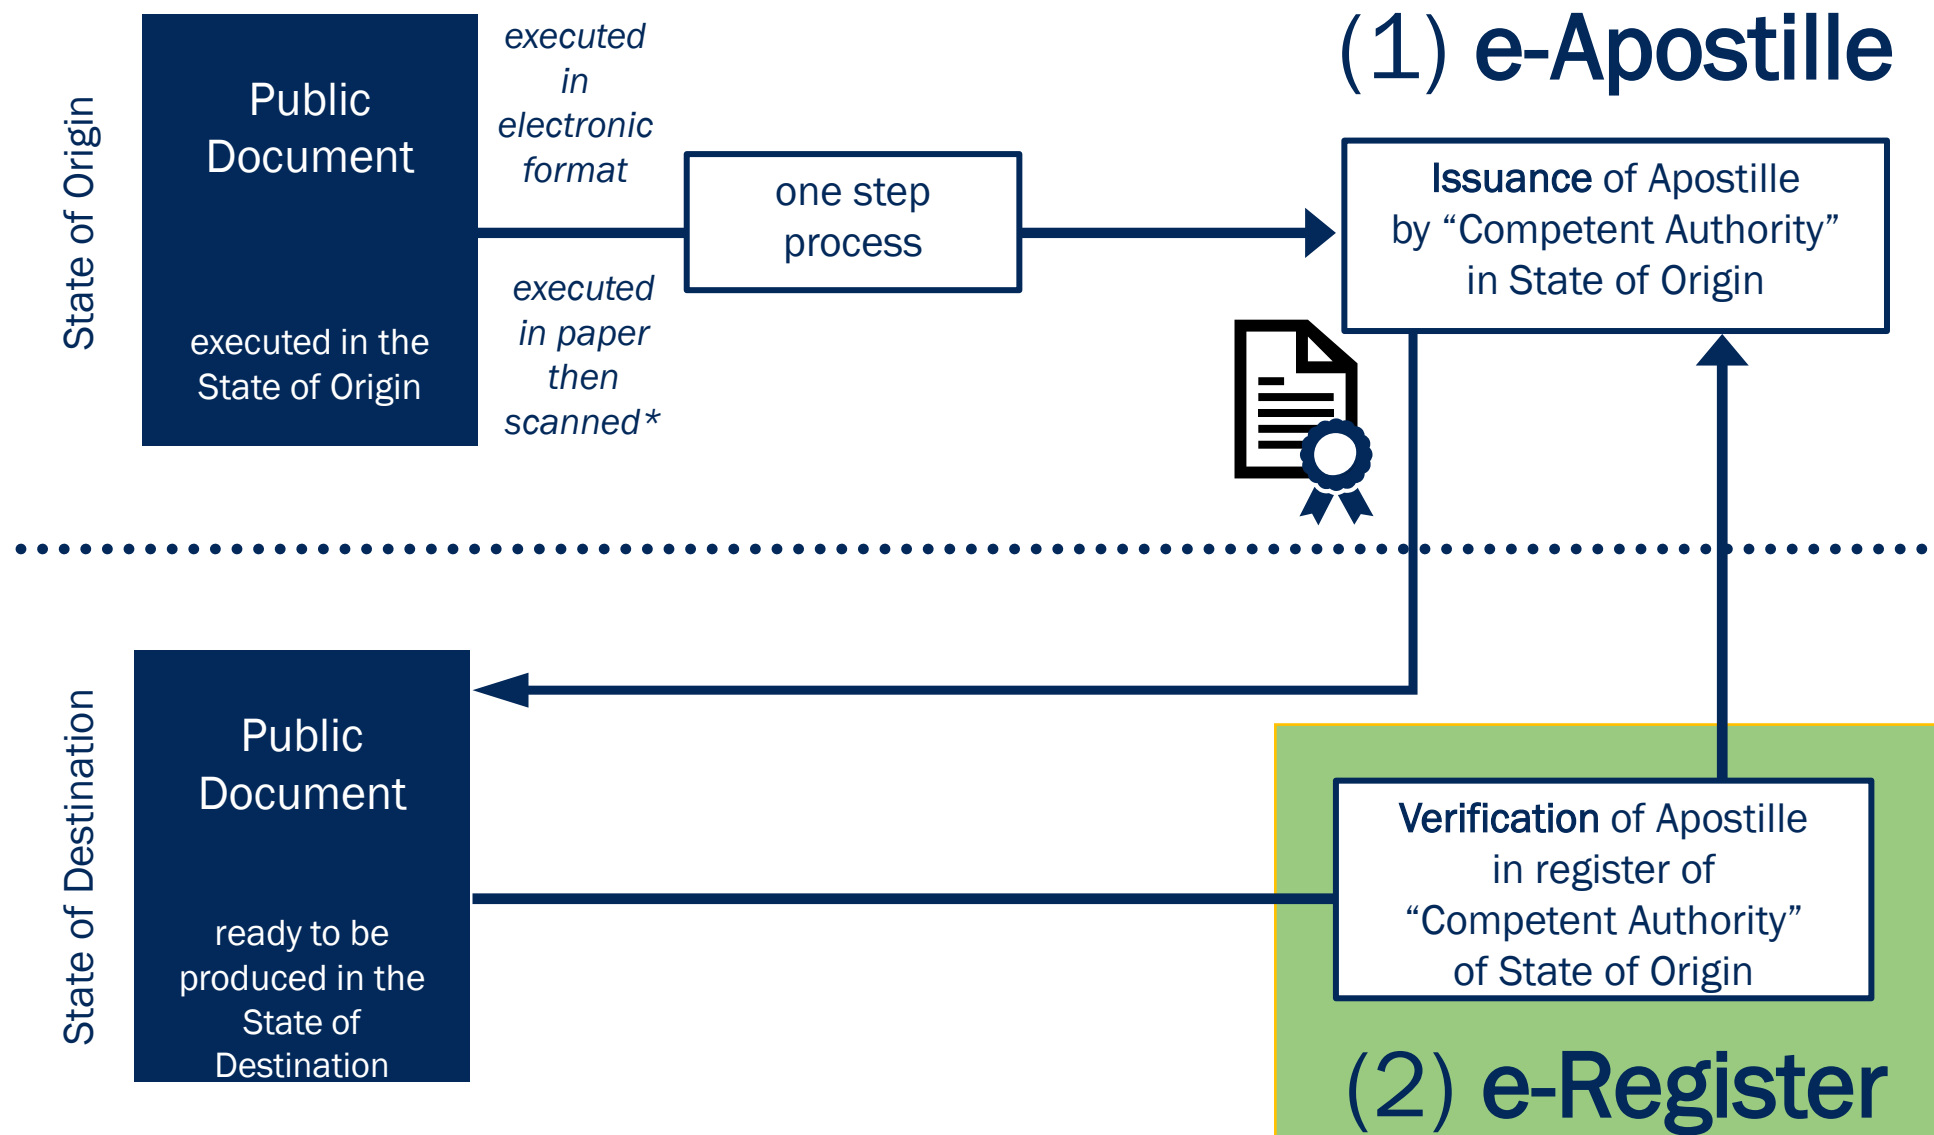 State of Origin
Public
Document
executed in the
State of Origin
executed
in
electronic
format
executed
in paper
then
scanned*
one step
process
(1) e-Apostille
Issuance of Apostille
by “Competent Authority”
in State of Origin
State of Destination
Public
Document
ready to be
produced in the
State of
Destination
Verification of Apostille
in register of
“Competent Authority”
of State of Origin
(2) e-Register